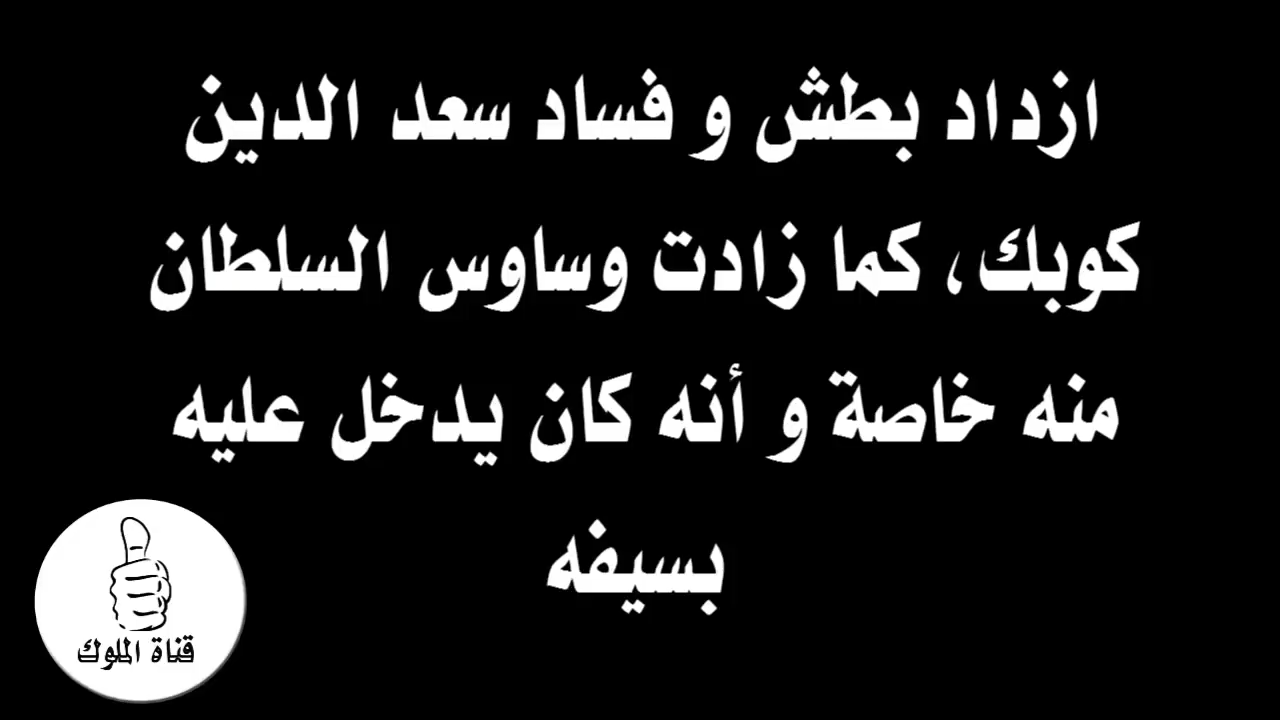 ازداد بطش و فساد سعد الدين
كوبك، كما زادت وساوس السلطان
منه خاصة و أنه كان يدخل عليه
بسيفه
قناة الملوك